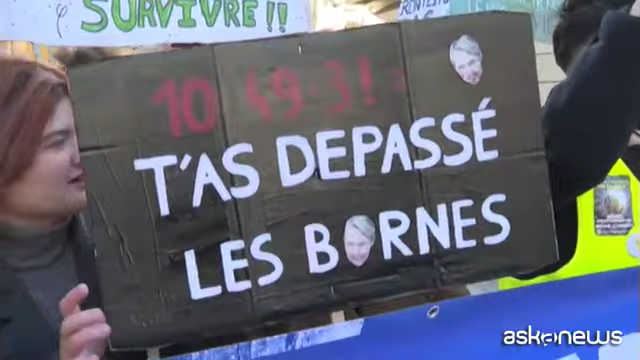 SURVIVRE!!
10 49-3!
T'AS DEPASSÉ
LES BORNES
askanews